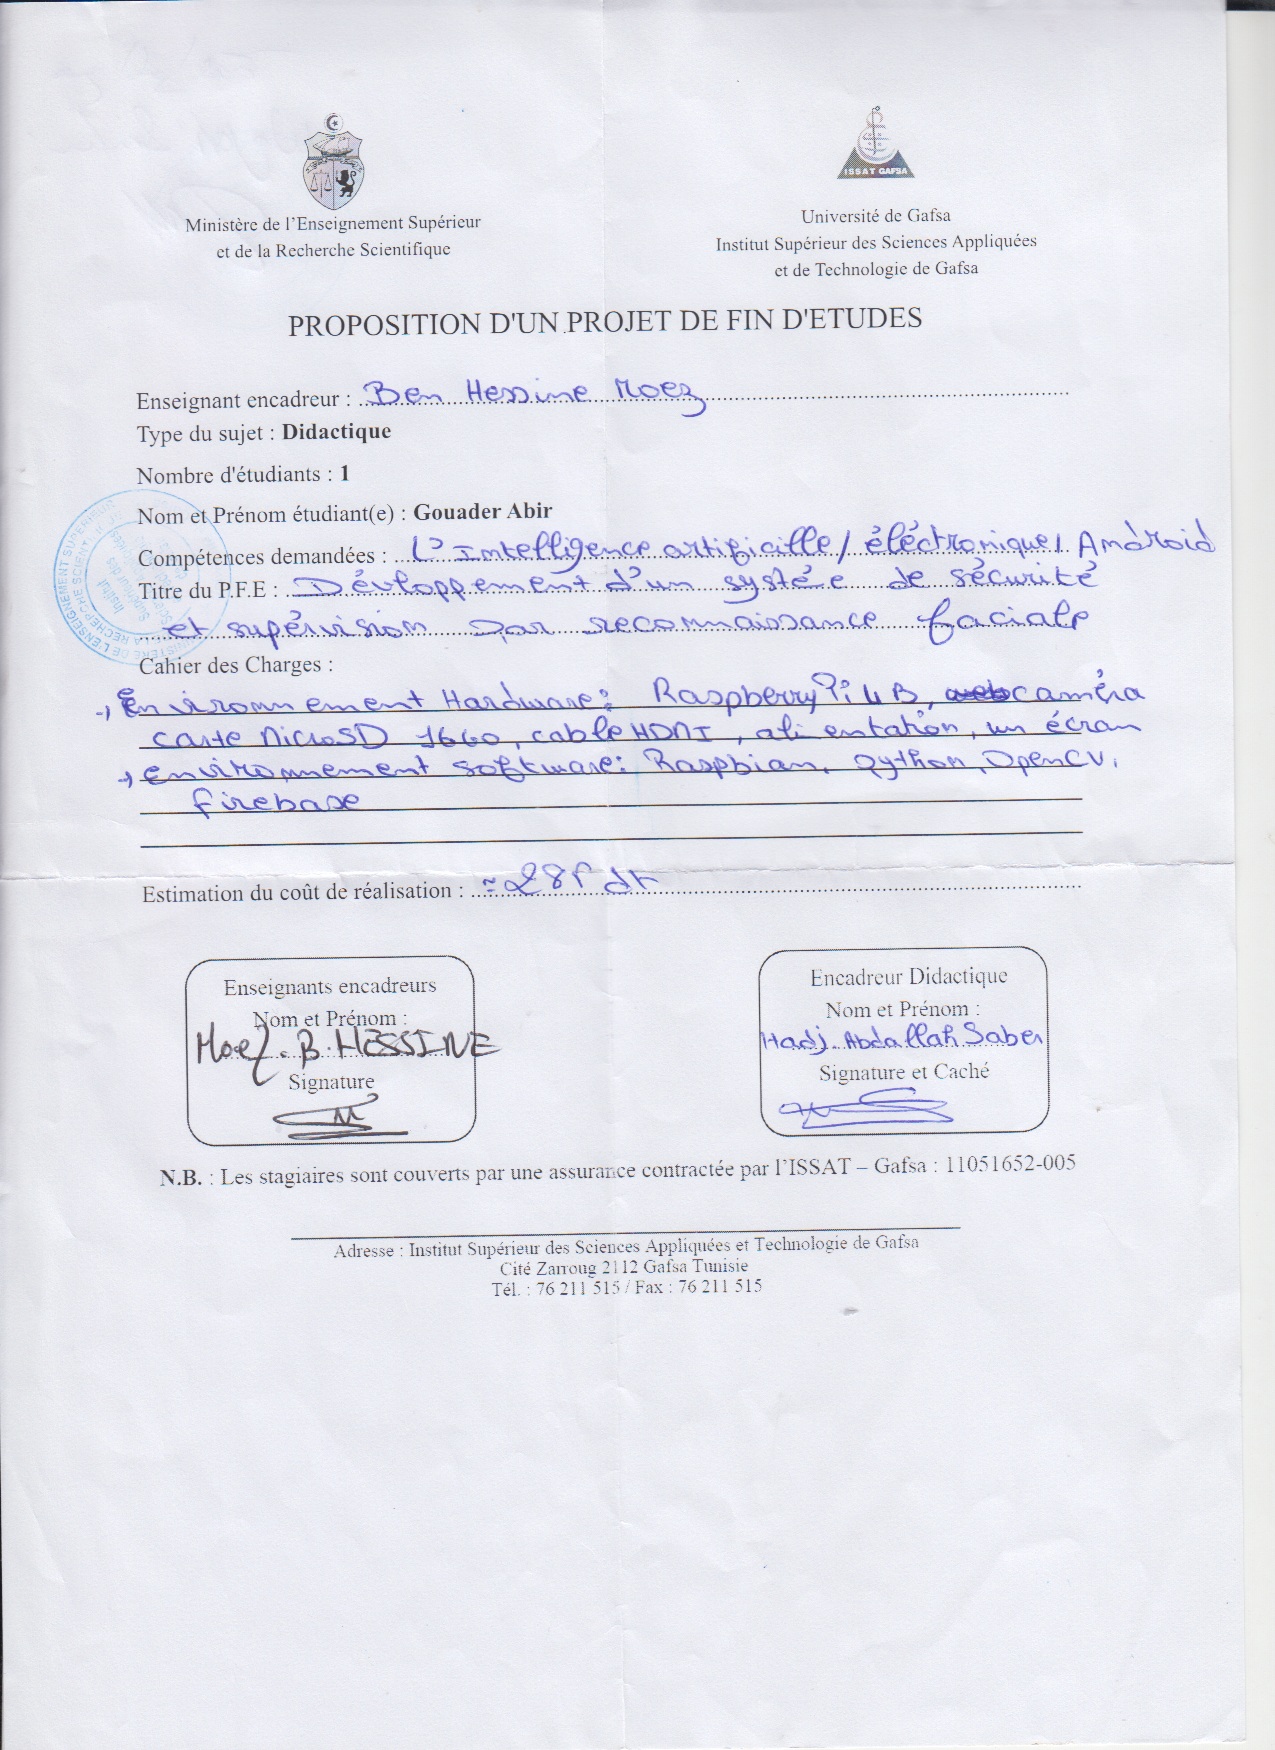 Ministère de l'Enseignement Supérieur
et de la Recherche Scientifique
ISSAT GAFSA
Université de Gafsa
Institut Supérieur des Sciences Appliquées
et de Technologie de Gafsa
PROPOSITION D'UN PROJET DE FIN D'ETUDES
Enseignant encadreur : Ben Hessine Moez
Type du sujet : Didactique
Nombre d'étudiants : 1
Nom et Prénom étudiant(e) : Gouader Abir
Compétences demandées : L'Intelligence artificille / éléctronique / Android
Titre du P.F.E : Dévloppement d'un systée de sécurité
et supérvision par reconnaissance faciale
Cahier des Charges :
-> Environnement Hardware: Raspberry Pi 4 B, caméra
carte MicroSD 16Go, cable HDMI, alimentation, un écran
-> environnement software: Raspbian, python, OpenCV,
firebase
Estimation du coût de réalisation : ≈ dt
Enseignants encadreurs
Nom et Prénom :
Moez. B. HESSINE
Signature
Encadreur Didactique
Nom et Prénom :
Hadj. Abdallah Saber
Signature et Caché
N.B. : Les stagiaires sont couverts par une assurance contractée par l'ISSAT – Gafsa : 11051652-005
Adresse : Institut Supérieur des Sciences Appliquées et Technologie de Gafsa
Cité Zarroug 2112 Gafsa Tunisie
Tél. : 76 211 515 / Fax : 76 211 515